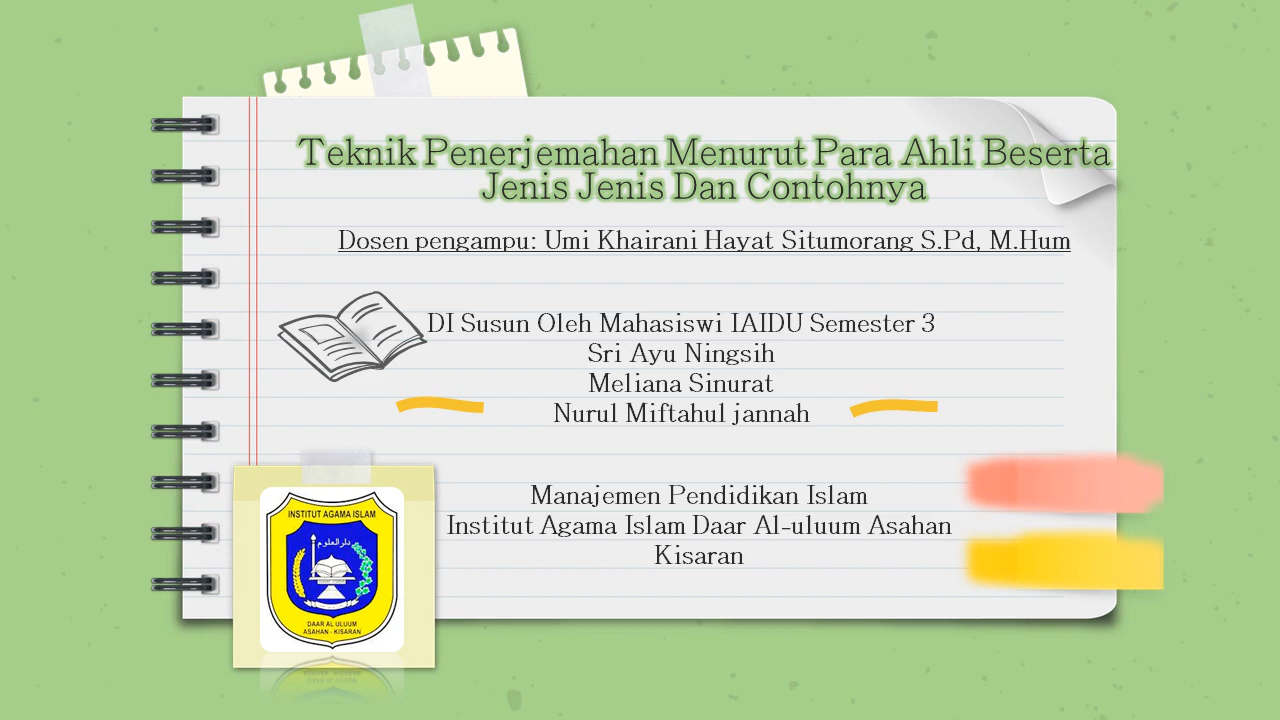 Teknik Penerjemahan Menurut Para Ahli Beserta
Jenis Jenis Dan Contohnya
Dosen pengampu: Umi Khairani Hayat Situmorang S.Pd, M.Hum
DI Susun Oleh Mahasiswi IAIDU Semester 3
Sri Ayu Ningsih
Meliana Sinurat
Nurul Miftahul jannah
Manajemen Pendidikan Islam
Institut Agama Islam Daar Al-uluum Asahan
Kisaran
INSTITUT AGAMA ISLAM
دار العلوم
DAAR AL ULUUM
ASAHAN - KISARAN